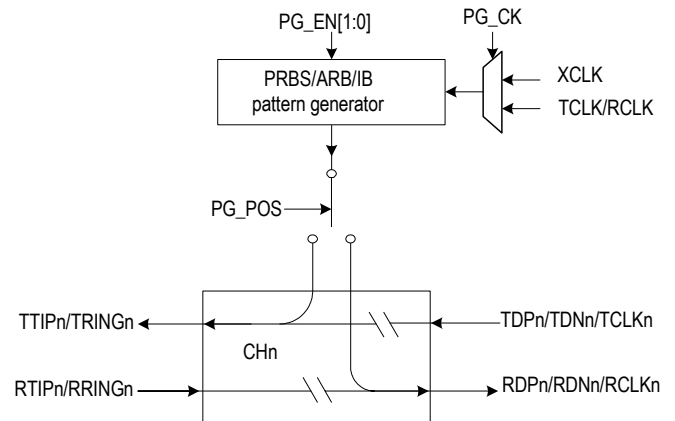 PG_EN[1:0]
PG_CK
PRBS/ARB/IB
pattern generator
XCLK
TCLK/RCLK
PG_POS
TTIPn/TRINGn
TDPn/TDNn/TCLKn
CHn
RTIPn/RRINGn
RDPn/RDNn/RCLKn